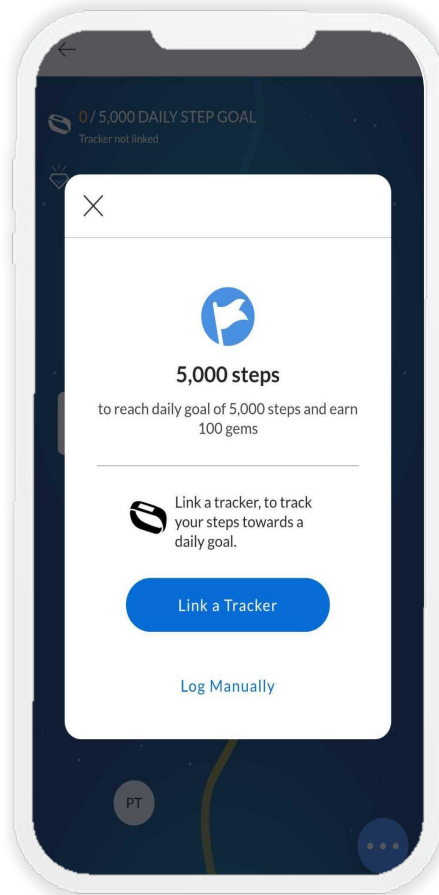 0 / 5,000 DAILY STEP GOAL
Tracker not linked
5,000 steps
to reach daily goal of 5,000 steps and earn
100 gems
Link a tracker, to track
your steps towards a
daily goal.
Link a Tracker
Log Manually
PT